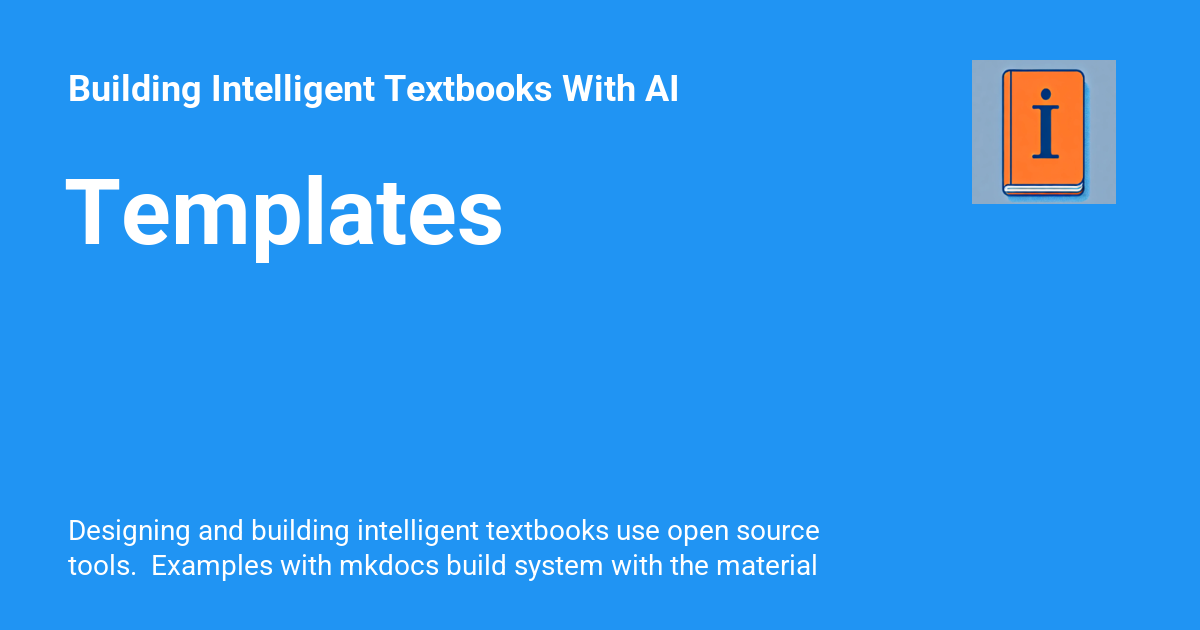 Building Intelligent Textbooks With AI
i
Templates
Designing and building intelligent textbooks use open source
tools.  Examples with mkdocs build system with the material